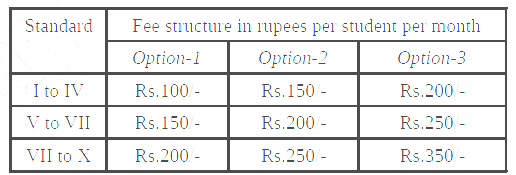 Standard Fee structure in rupees per student per month
Option-1 Option-2 Option-3
I to IV Rs.100 - Rs.150 - Rs.200 -
V to VII Rs.150 - Rs.200 - Rs.250 -
VII to X Rs.200 - Rs.250 - Rs.350 -